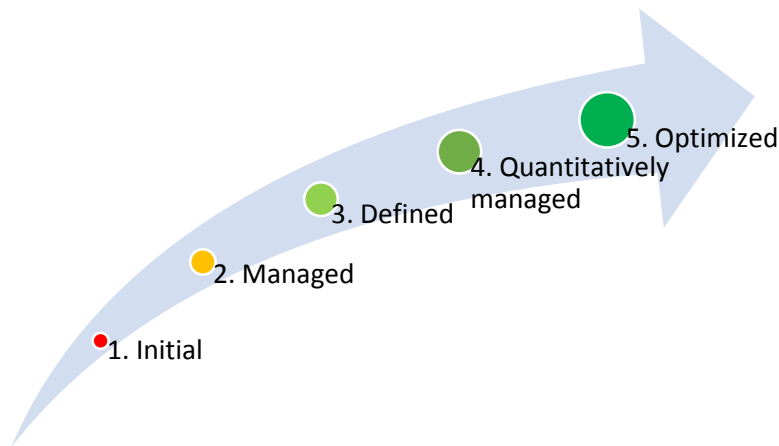 5. Optimized
4. Quantitatively
managed
3. Defined
2. Managed
1. Initial